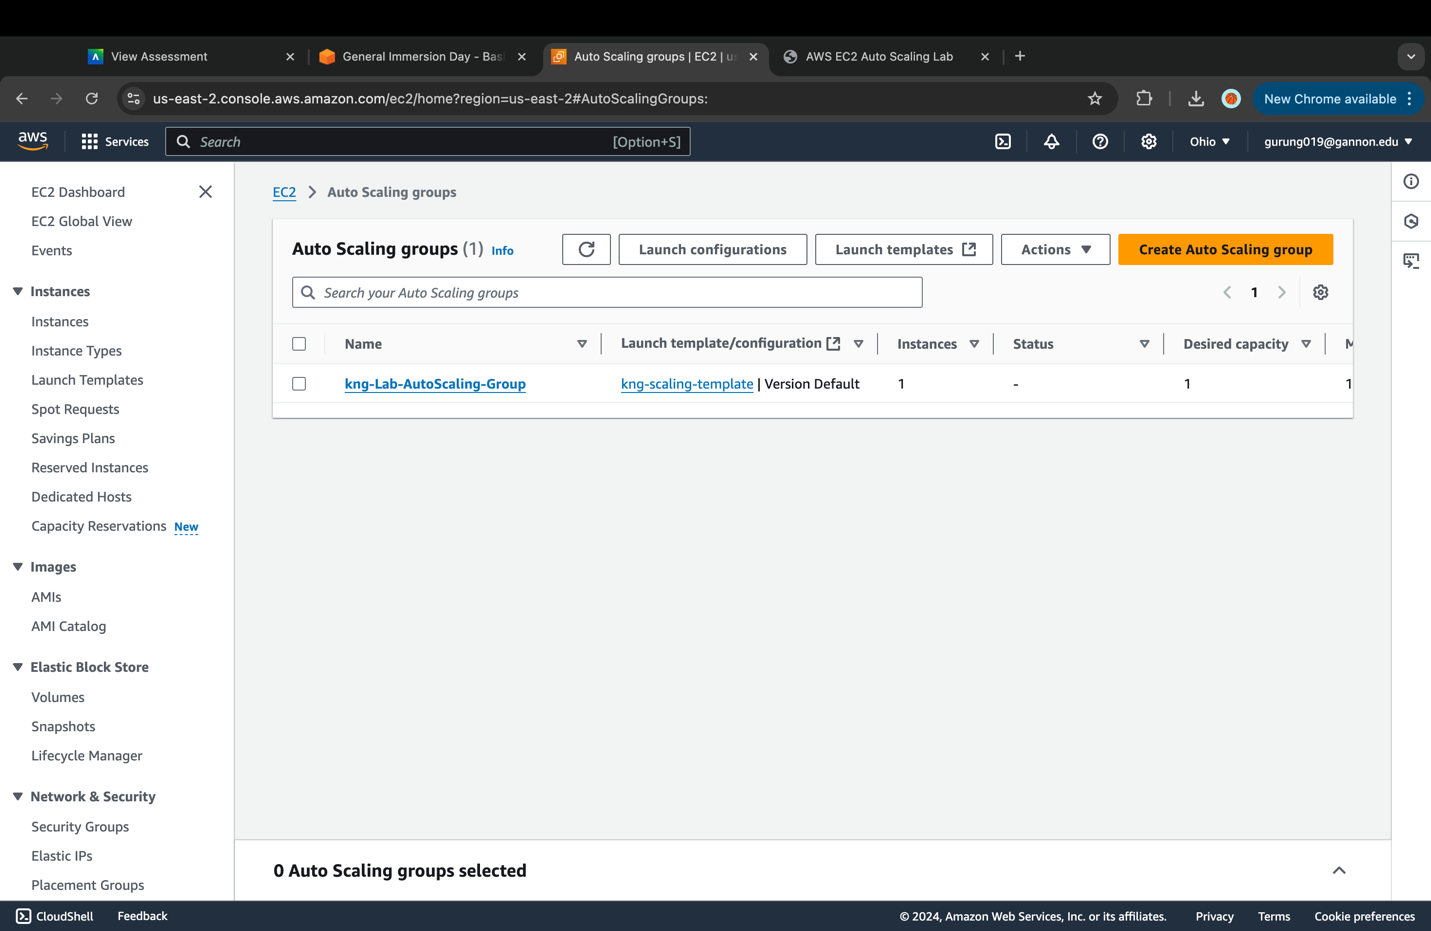 View Assessment
General Immersion Day - Bas
Auto Scaling groups | EC2 | us
AWS EC2 Auto Scaling Lab
us-east-2.console.aws.amazon.com/ec2/home?region=us-east-2#AutoScalingGroups:
New Chrome available
aws
Services
Search
[Option+S]
Ohio
gurung019@gannon.edu
EC2 Dashboard
EC2 Global View
Events
Instances
Instances
Instance Types
Launch Templates
Spot Requests
Savings Plans
Reserved Instances
Dedicated Hosts
Capacity Reservations New
Images
AMIs
AMI Catalog
Elastic Block Store
Volumes
Snapshots
Lifecycle Manager
Network & Security
Security Groups
Elastic IPs
Placement Groups
EC2 > Auto Scaling groups
Auto Scaling groups (1) Info
Launch configurations
Launch templates
Actions
Create Auto Scaling group
Search your Auto Scaling groups
1
Name Launch template/configuration Instances Status Desired capacity M
kng-Lab-AutoScaling-Group kng-scaling-template | Version Default 1 - 1 1
0 Auto Scaling groups selected
CloudShell Feedback © 2024, Amazon Web Services, Inc. or its affiliates. Privacy Terms Cookie preferences